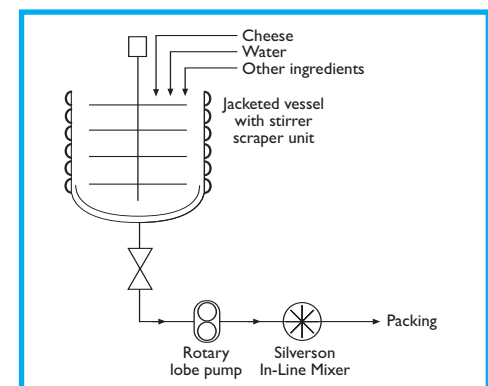 Cheese
Water
Other ingredients
Jacketed vessel
with stirrer
scraper unit
Packing
Rotary
lobe pump
Silverson
In-Line Mixer